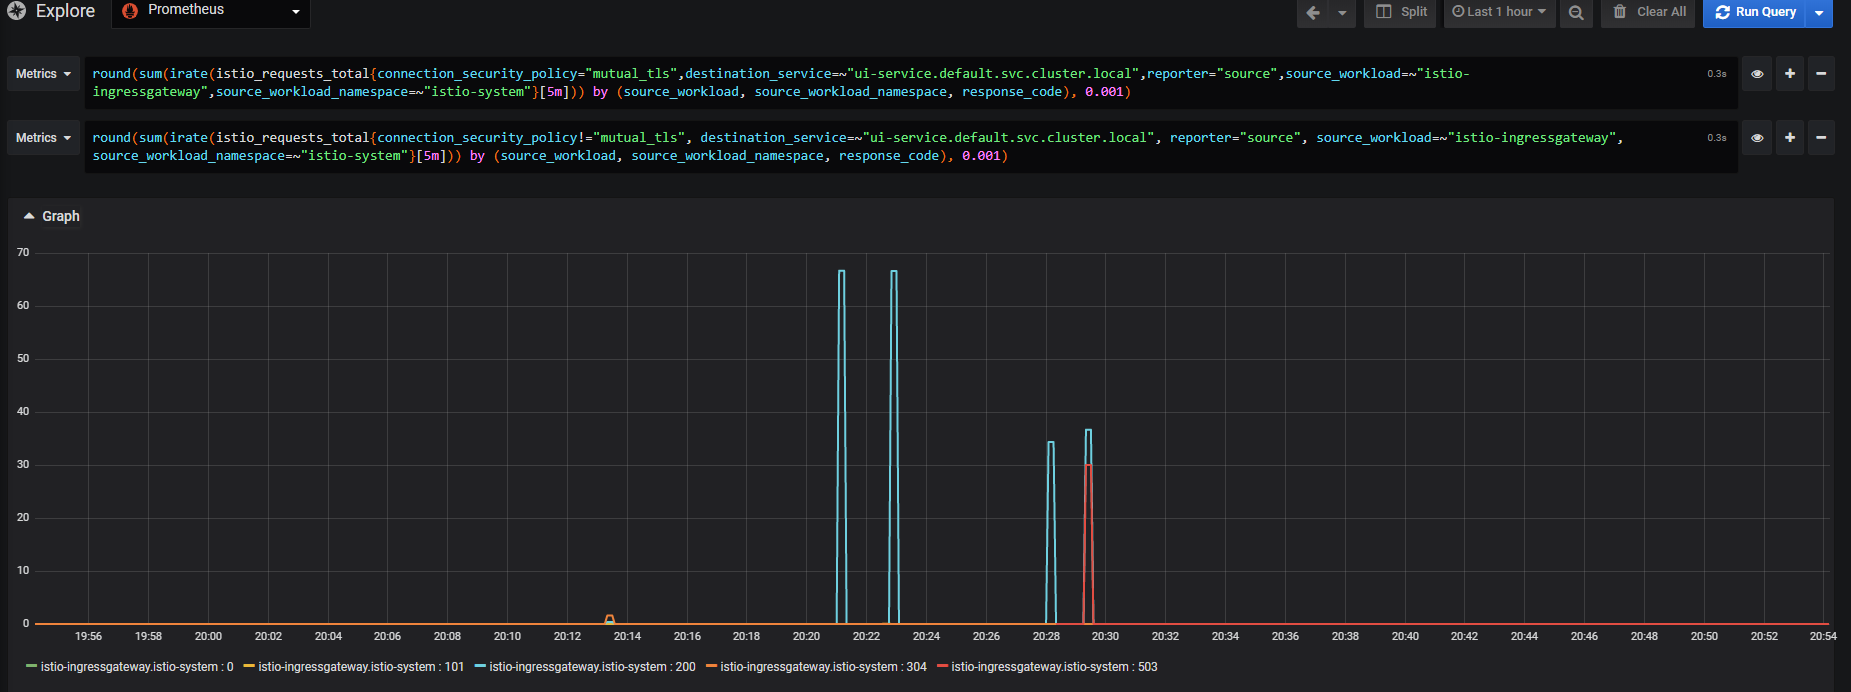 Explore
Prometheus
Split
Last 1 hour
Clear All
Run Query
Metrics
round(sum(irate(istio_requests_total{connection_security_policy="mutual_tls",destination_service=~"ui-service.default.svc.cluster.local",reporter="source",source_workload=~"istio-
ingressgateway",source_workload_namespace=~"istio-system"}[5m])) by (source_workload, source_workload_namespace, response_code), 0.001)
0.3s
Metrics
round(sum(irate(istio_requests_total{connection_security_policy!="mutual_tls", destination_service=~"ui-service.default.svc.cluster.local", reporter="source", source_workload=~"istio-ingressgateway",
source_workload_namespace=~"istio-system"}[5m])) by (source_workload, source_workload_namespace, response_code), 0.001)
0.3s
Graph
70
60
50
40
30
20
10
0
19:56 19:58 20:00 20:02 20:04 20:06 20:08 20:10 20:12 20:14 20:16 20:18 20:20 20:22 20:24 20:26 20:28 20:30 20:32 20:34 20:36 20:38 20:40 20:42 20:44 20:46 20:48 20:50 20:52 20:54
istio-ingressgateway.istio-system : 0 istio-ingressgateway.istio-system : 101 istio-ingressgateway.istio-system : 200 istio-ingressgateway.istio-system : 304 istio-ingressgateway.istio-system : 503